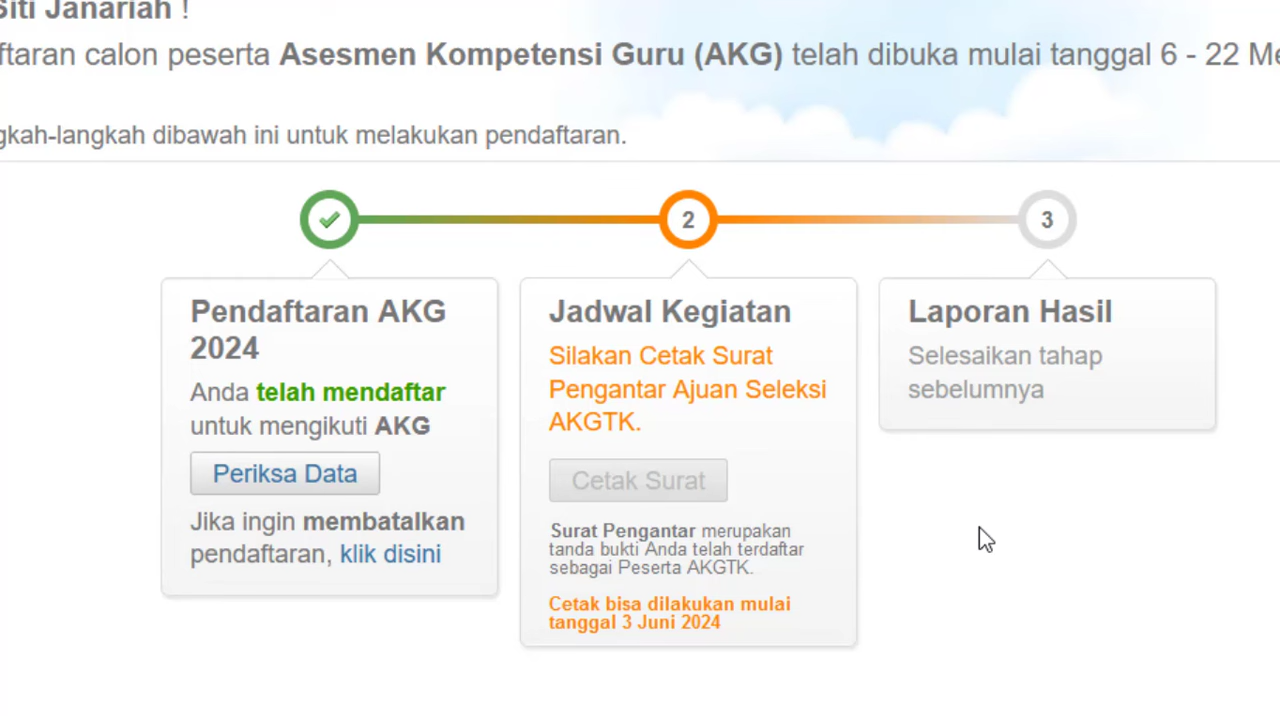 Siti Janariah !
ftaran calon peserta Asesmen Kompetensi Guru (AKG) telah dibuka mulai tanggal 6 - 22 Me
gkah-langkah dibawah ini untuk melakukan pendaftaran.
2
3
Pendaftaran AKG
2024
Anda telah mendaftar
untuk mengikuti AKG
Periksa Data
Jika ingin membatalkan
pendaftaran, klik disini
Jadwal Kegiatan
Silakan Cetak Surat
Pengantar Ajuan Seleksi
AKGTK.
Cetak Surat
Surat Pengantar merupakan
tanda bukti Anda telah terdaftar
sebagai Peserta AKGTK.
Cetak bisa dilakukan mulai
tanggal 3 Juni 2024
Laporan Hasil
Selesaikan tahap
sebelumnya